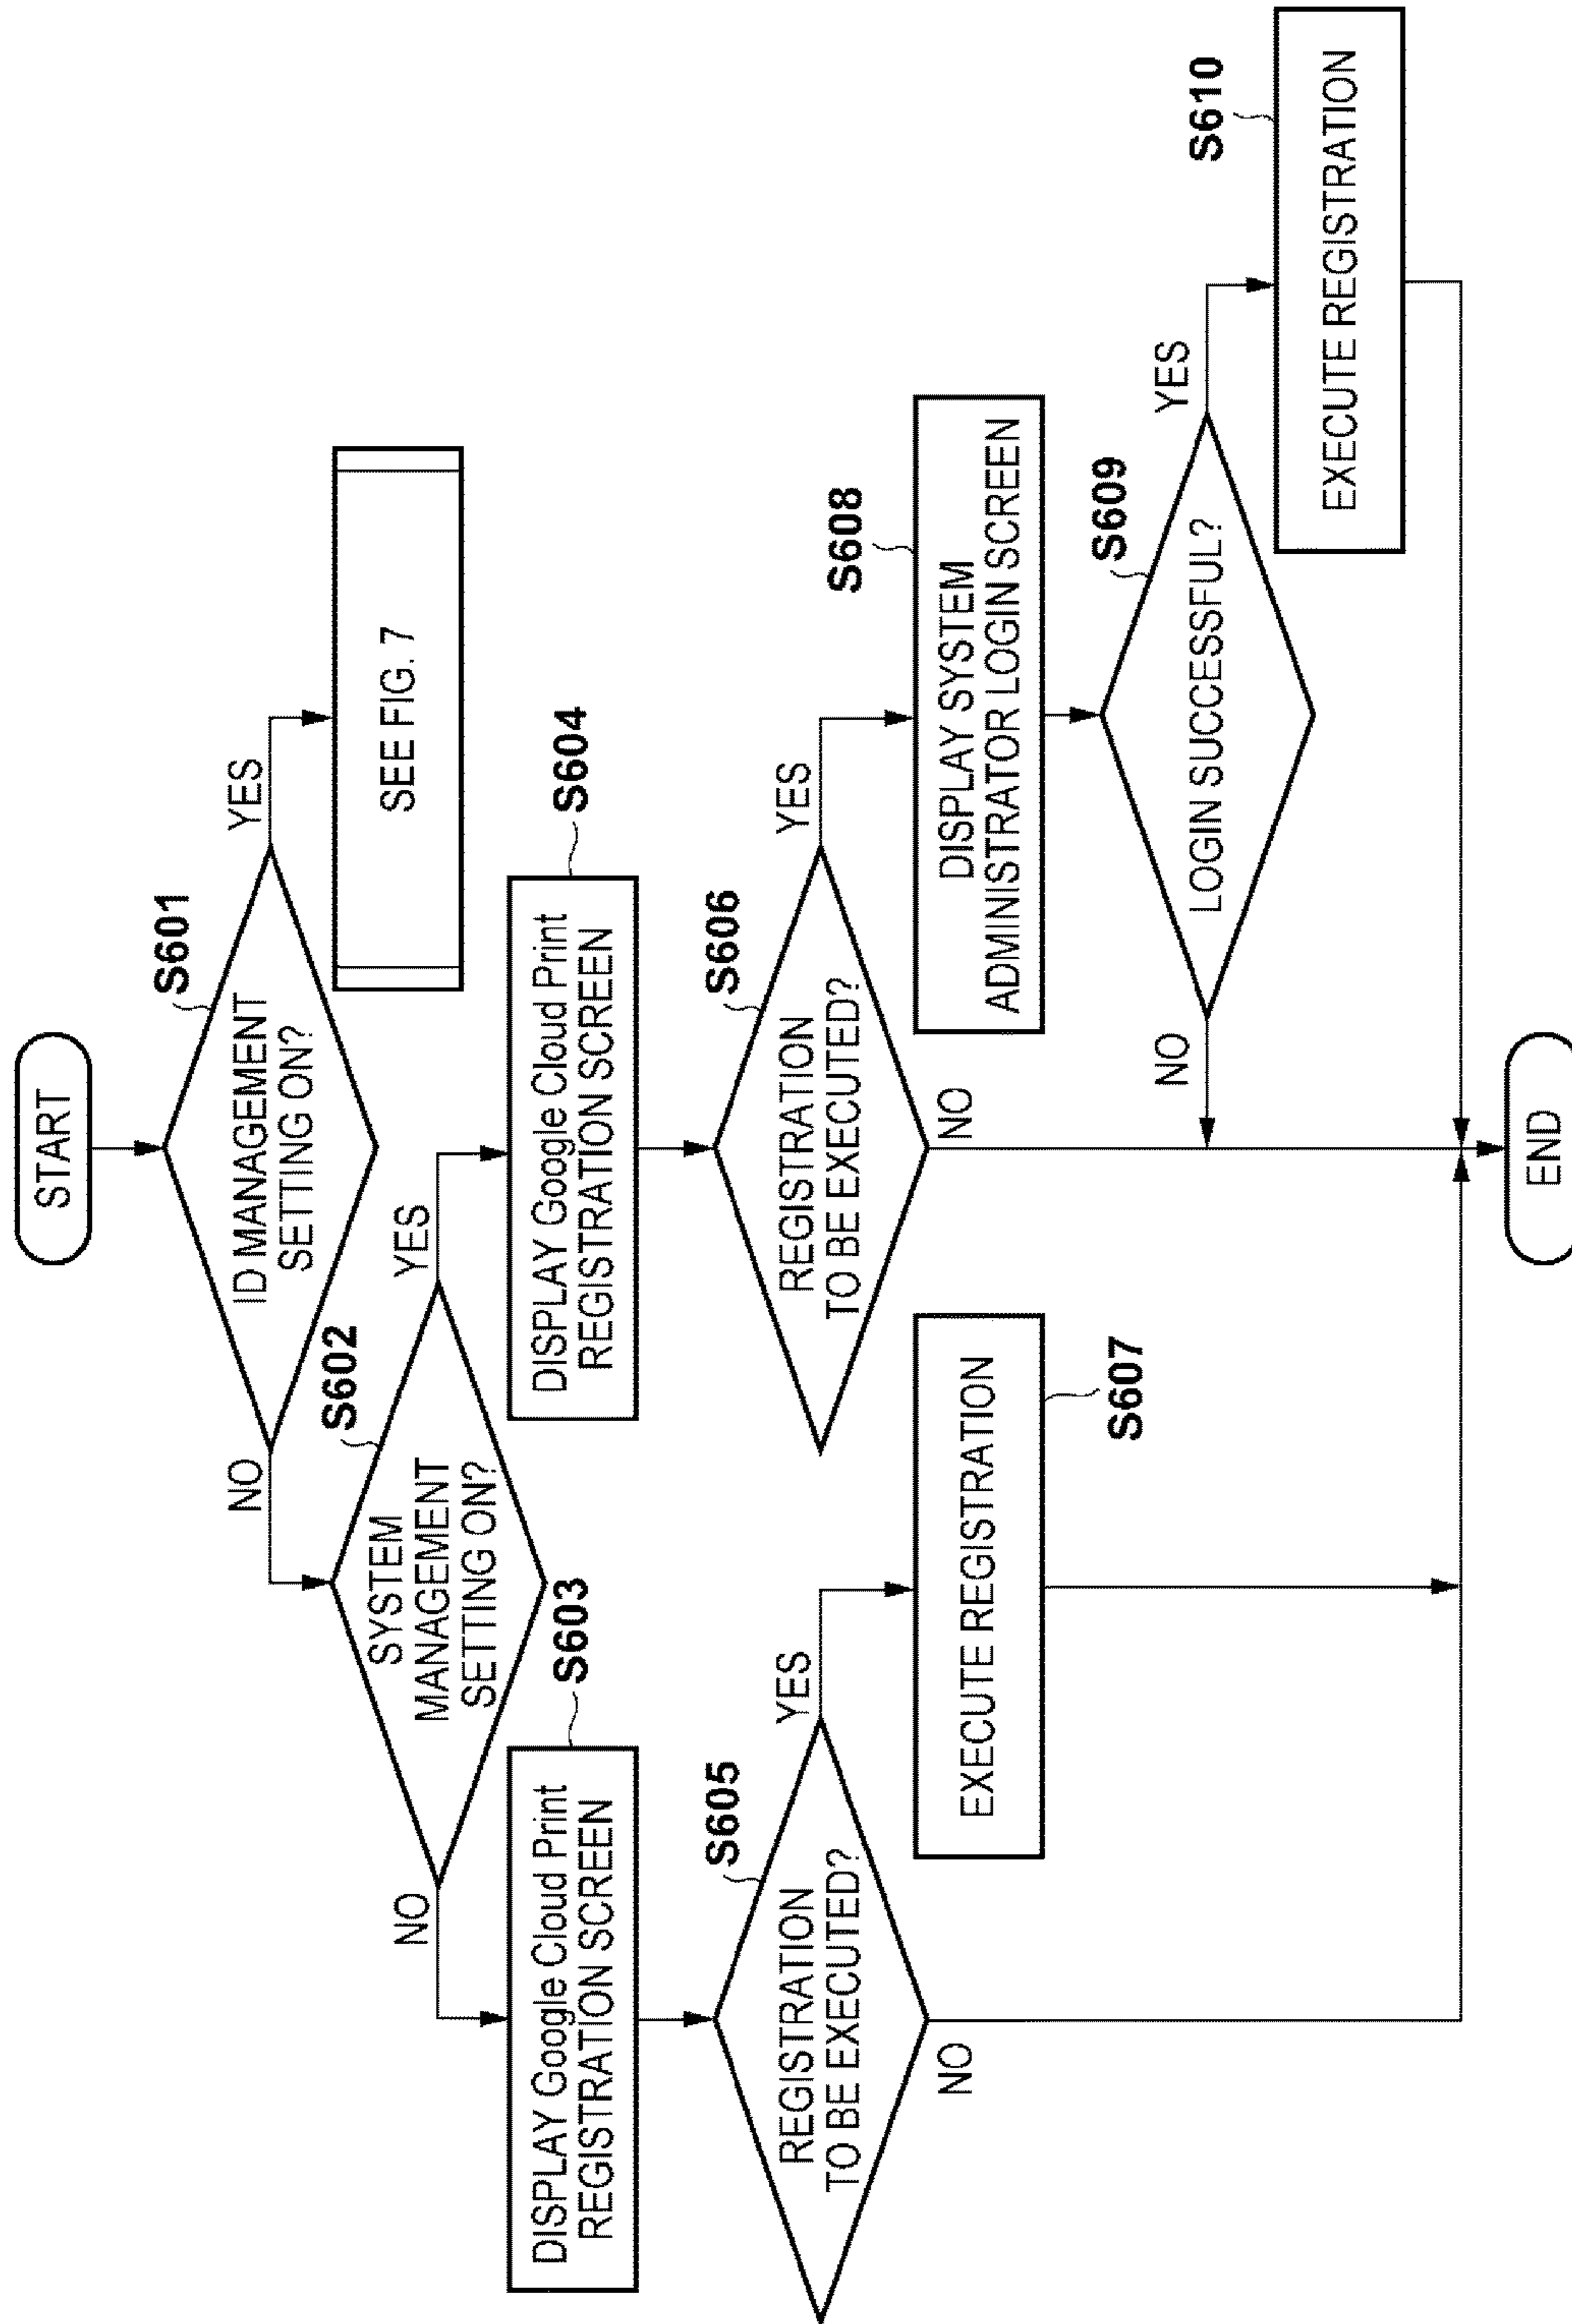 START
S601
ID MANAGEMENT
SETTING ON?
YES
NO
SEE FIG. 7
S602
SYSTEM
MANAGEMENT
SETTING ON?
YES
NO
S603
DISPLAY Google Cloud Print
REGISTRATION SCREEN
S604
DISPLAY Google Cloud Print
REGISTRATION SCREEN
S605
REGISTRATION
TO BE EXECUTED?
YES
NO
S606
REGISTRATION
TO BE EXECUTED?
YES
NO
EXECUTE REGISTRATION
S607
S608
DISPLAY SYSTEM
ADMINISTRATOR LOGIN SCREEN
S609
LOGIN SUCCESSFUL?
YES
NO
S610
EXECUTE REGISTRATION
END